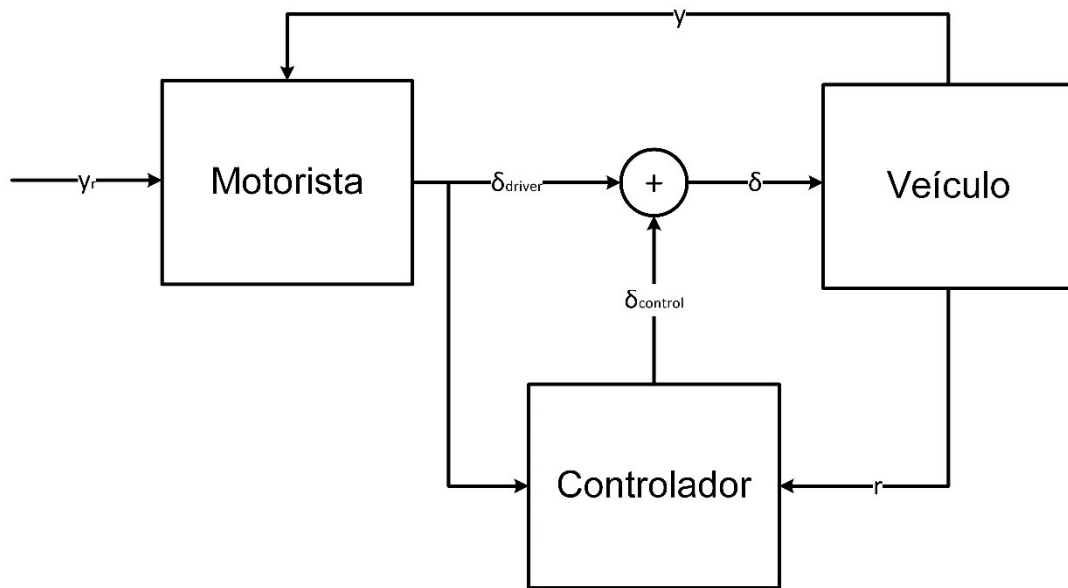 y
Motorista
yr
δdriver
+
δ
Veículo
δcontrol
Controlador
r